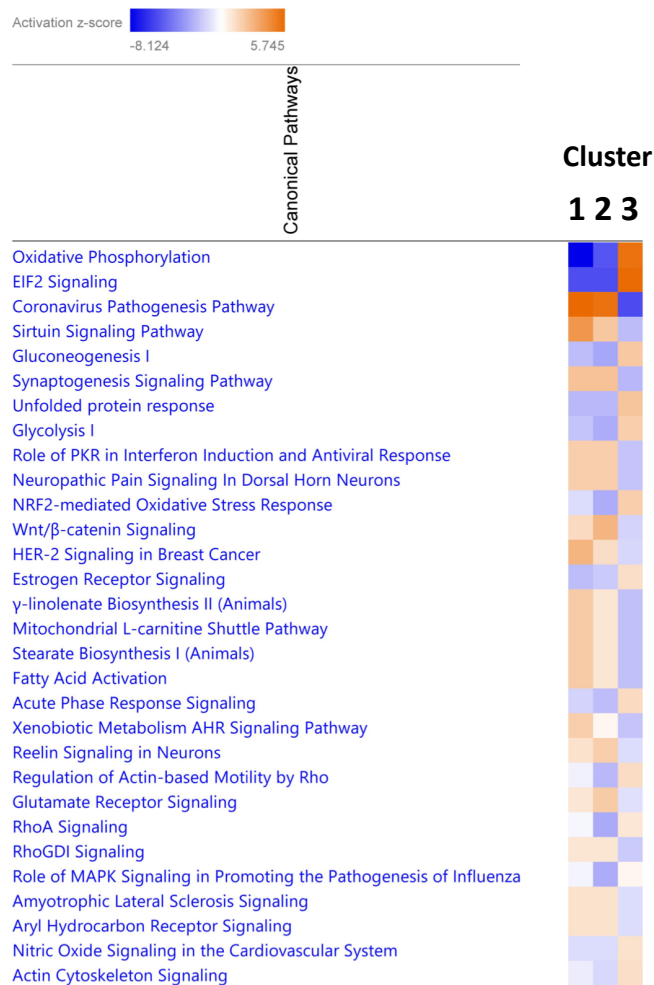 Activation z-score
-8.124 5.745
Canonical Pathways
Cluster
1 2 3
Oxidative Phosphorylation
EIF2 Signaling
Coronavirus Pathogenesis Pathway
Sirtuin Signaling Pathway
Gluconeogenesis I
Synaptogenesis Signaling Pathway
Unfolded protein response
Glycolysis I
Role of PKR in Interferon Induction and Antiviral Response
Neuropathic Pain Signaling In Dorsal Horn Neurons
NRF2-mediated Oxidative Stress Response
Wnt/β-catenin Signaling
HER-2 Signaling in Breast Cancer
Estrogen Receptor Signaling
γ-linolenate Biosynthesis II (Animals)
Mitochondrial L-carnitine Shuttle Pathway
Stearate Biosynthesis I (Animals)
Fatty Acid Activation
Acute Phase Response Signaling
Xenobiotic Metabolism AHR Signaling Pathway
Reelin Signaling in Neurons
Regulation of Actin-based Motility by Rho
Glutamate Receptor Signaling
RhoA Signaling
RhoGDI Signaling
Role of MAPK Signaling in Promoting the Pathogenesis of Influenza
Amyotrophic Lateral Sclerosis Signaling
Aryl Hydrocarbon Receptor Signaling
Nitric Oxide Signaling in the Cardiovascular System
Actin Cytoskeleton Signaling